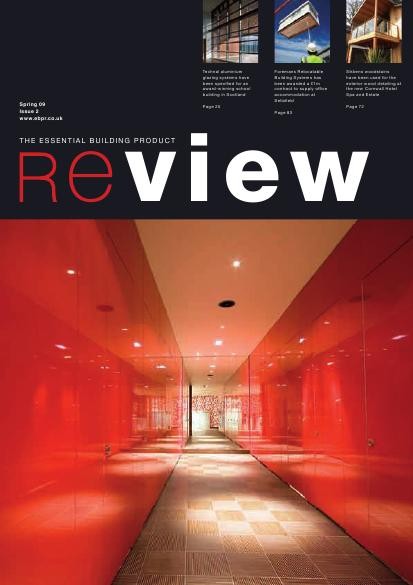 Technal aluminium
glazing systems have
been specified for an
award-winning school
building in Scotland
Page 26
Foremans Relocatable
Building Systems has
been awarded a £1m
contract to supply office
accommodation at
Sellafield
Page 83
Sikkens woodstains
have been used for the
exterior wood detailing at
the new Cornwall Hotel
Spa and Estate
Page 72
Spring 09
Issue 2
www.ebpr.co.uk
THE ESSENTIAL BUILDING PRODUCT
Review